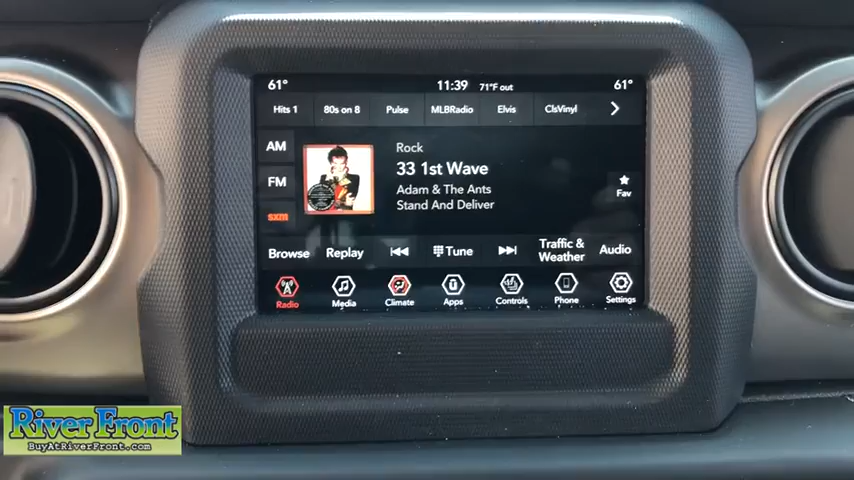 61°
11:39
71°F out
61°
Hits 1
80s on 8
Pulse
MLBRadio
Elvis
ClsVinyl
AM
FM
sxm
Rock
33 1st Wave
Adam & The Ants
Stand And Deliver
Fav
Browse
Replay
Tune
Traffic &
Weather
Audio
Radio
Media
Climate
Apps
Controls
Phone
Settings
River Front
BuyAtRiverFront.com